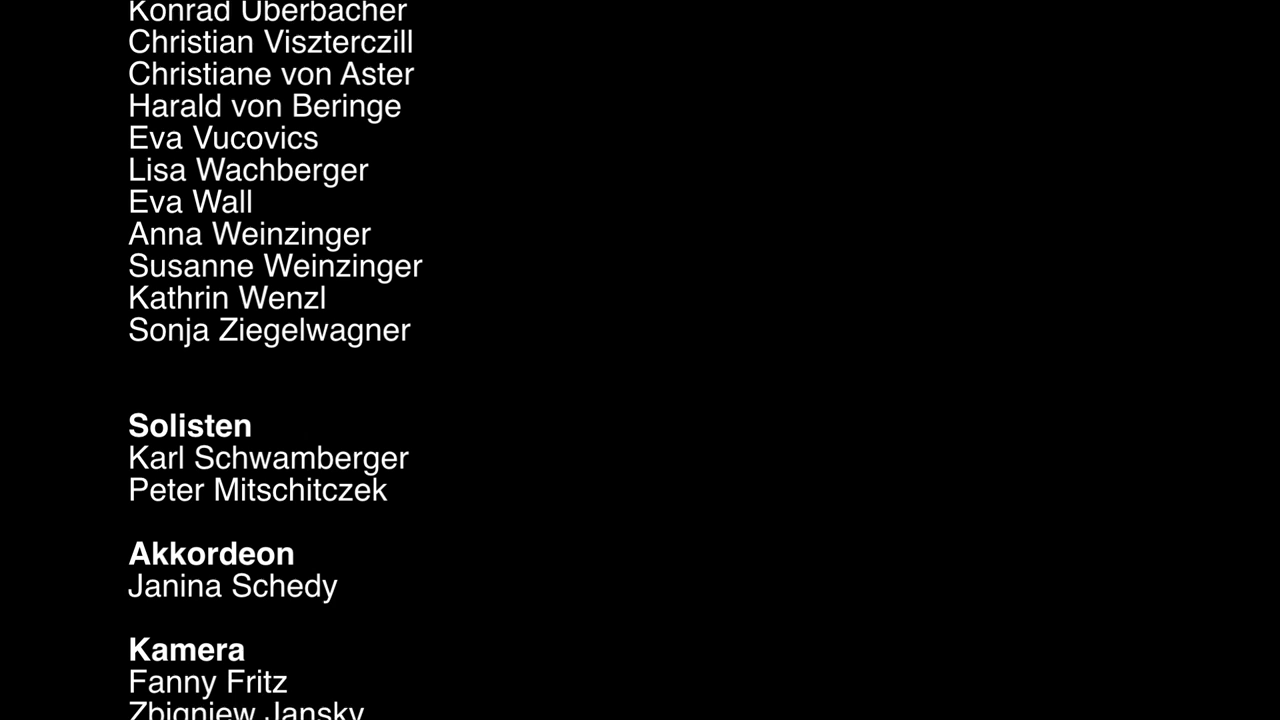 Konrad Überbacher
Christian Viszterczill
Christiane von Aster
Harald von Beringe
Eva Vucovics
Lisa Wachberger
Eva Wall
Anna Weinzinger
Susanne Weinzinger
Kathrin Wenzl
Sonja Ziegelwagner
Solisten
Karl Schwamberger
Peter Mitschitczek
Akkordeon
Janina Schedy
Kamera
Fanny Fritz
Zbigniew Jansky